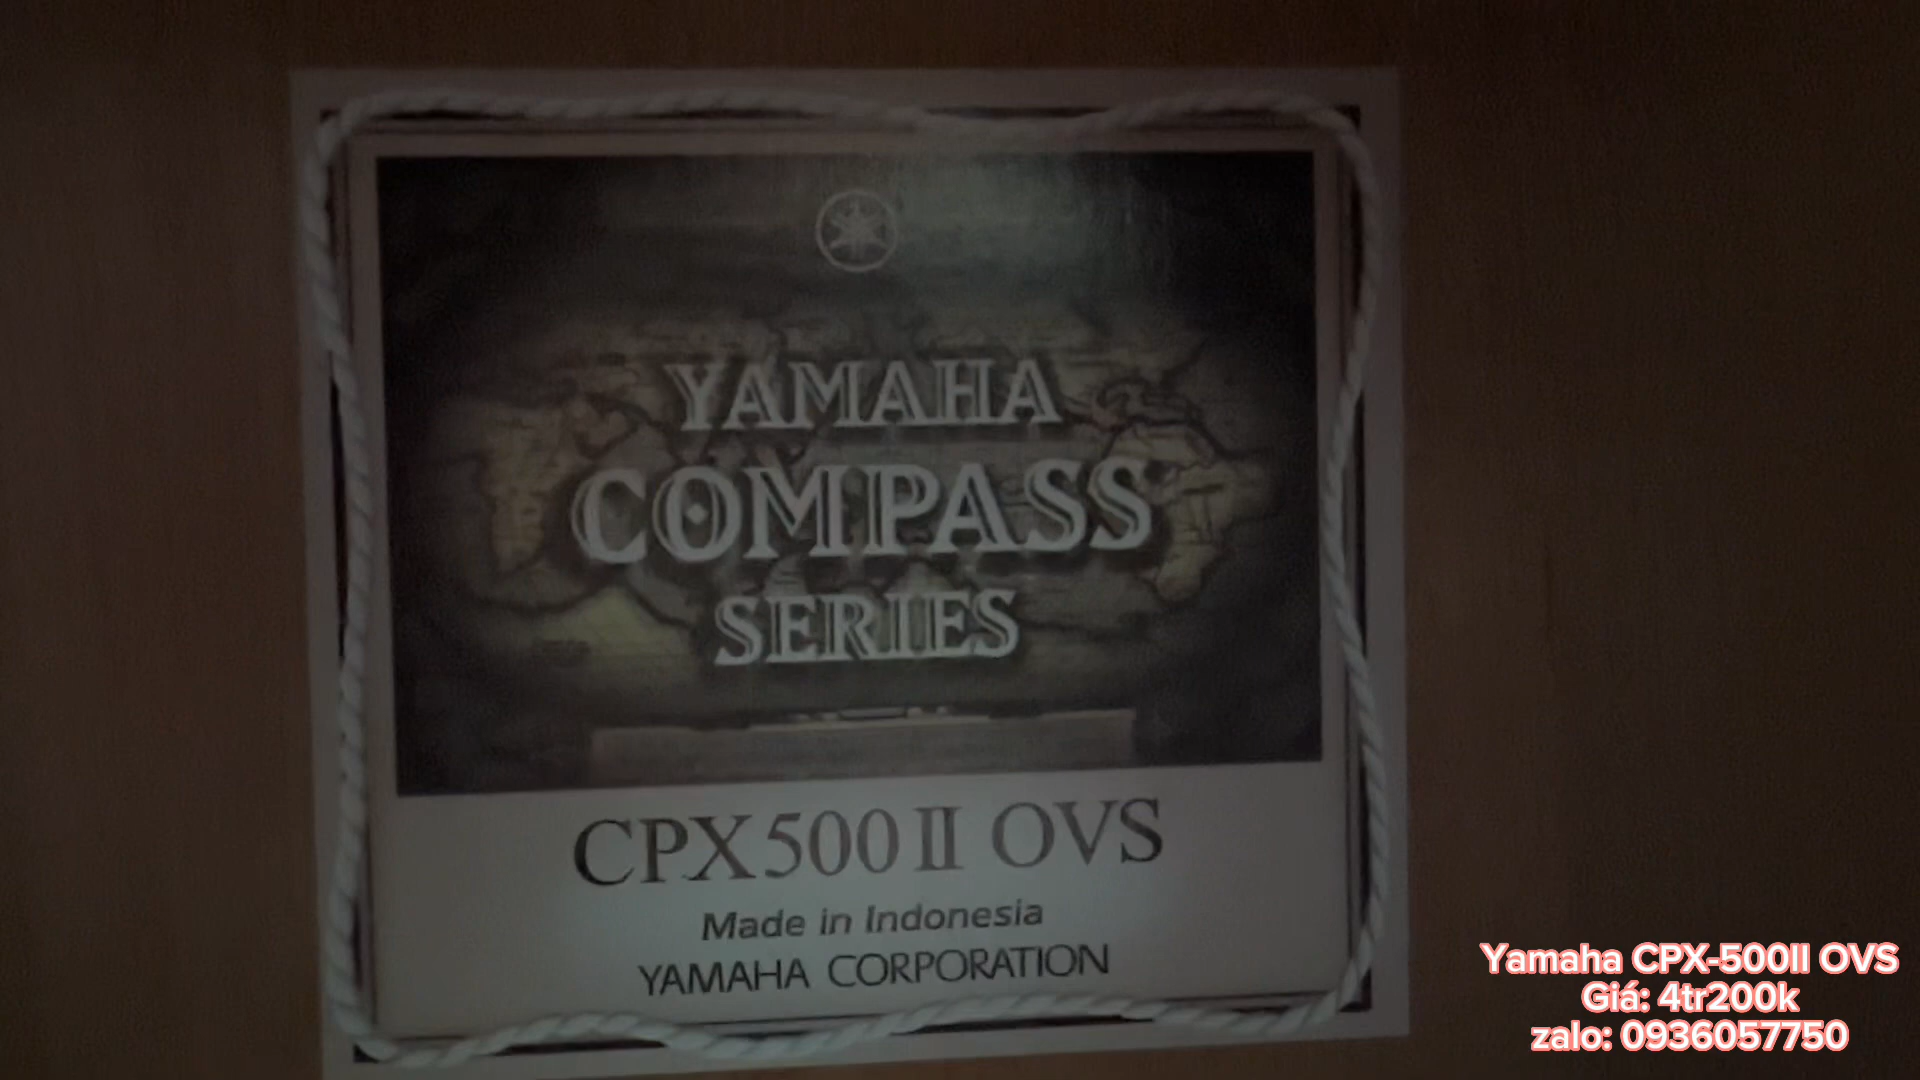 YAMAHA
COMPASS
SERIES
CPX500II OVS
Made in Indonesia
YAMAHA CORPORATION
Yamaha CPX-500II OVS
Giá: 4tr200k
zalo: 0936057750